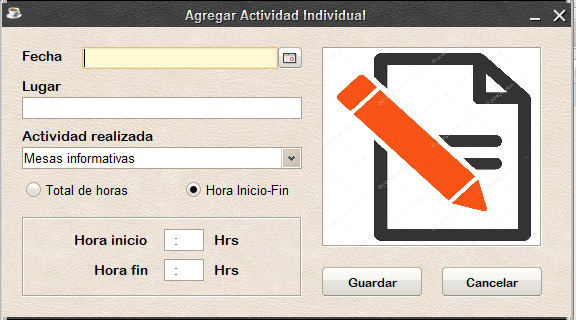 Agregar Actividad Individual
Fecha
Lugar
Actividad realizada
Mesas informativas
Total de horas
Hora Inicio-Fin
Hora inicio : Hrs
Hora fin : Hrs
Guardar
Cancelar